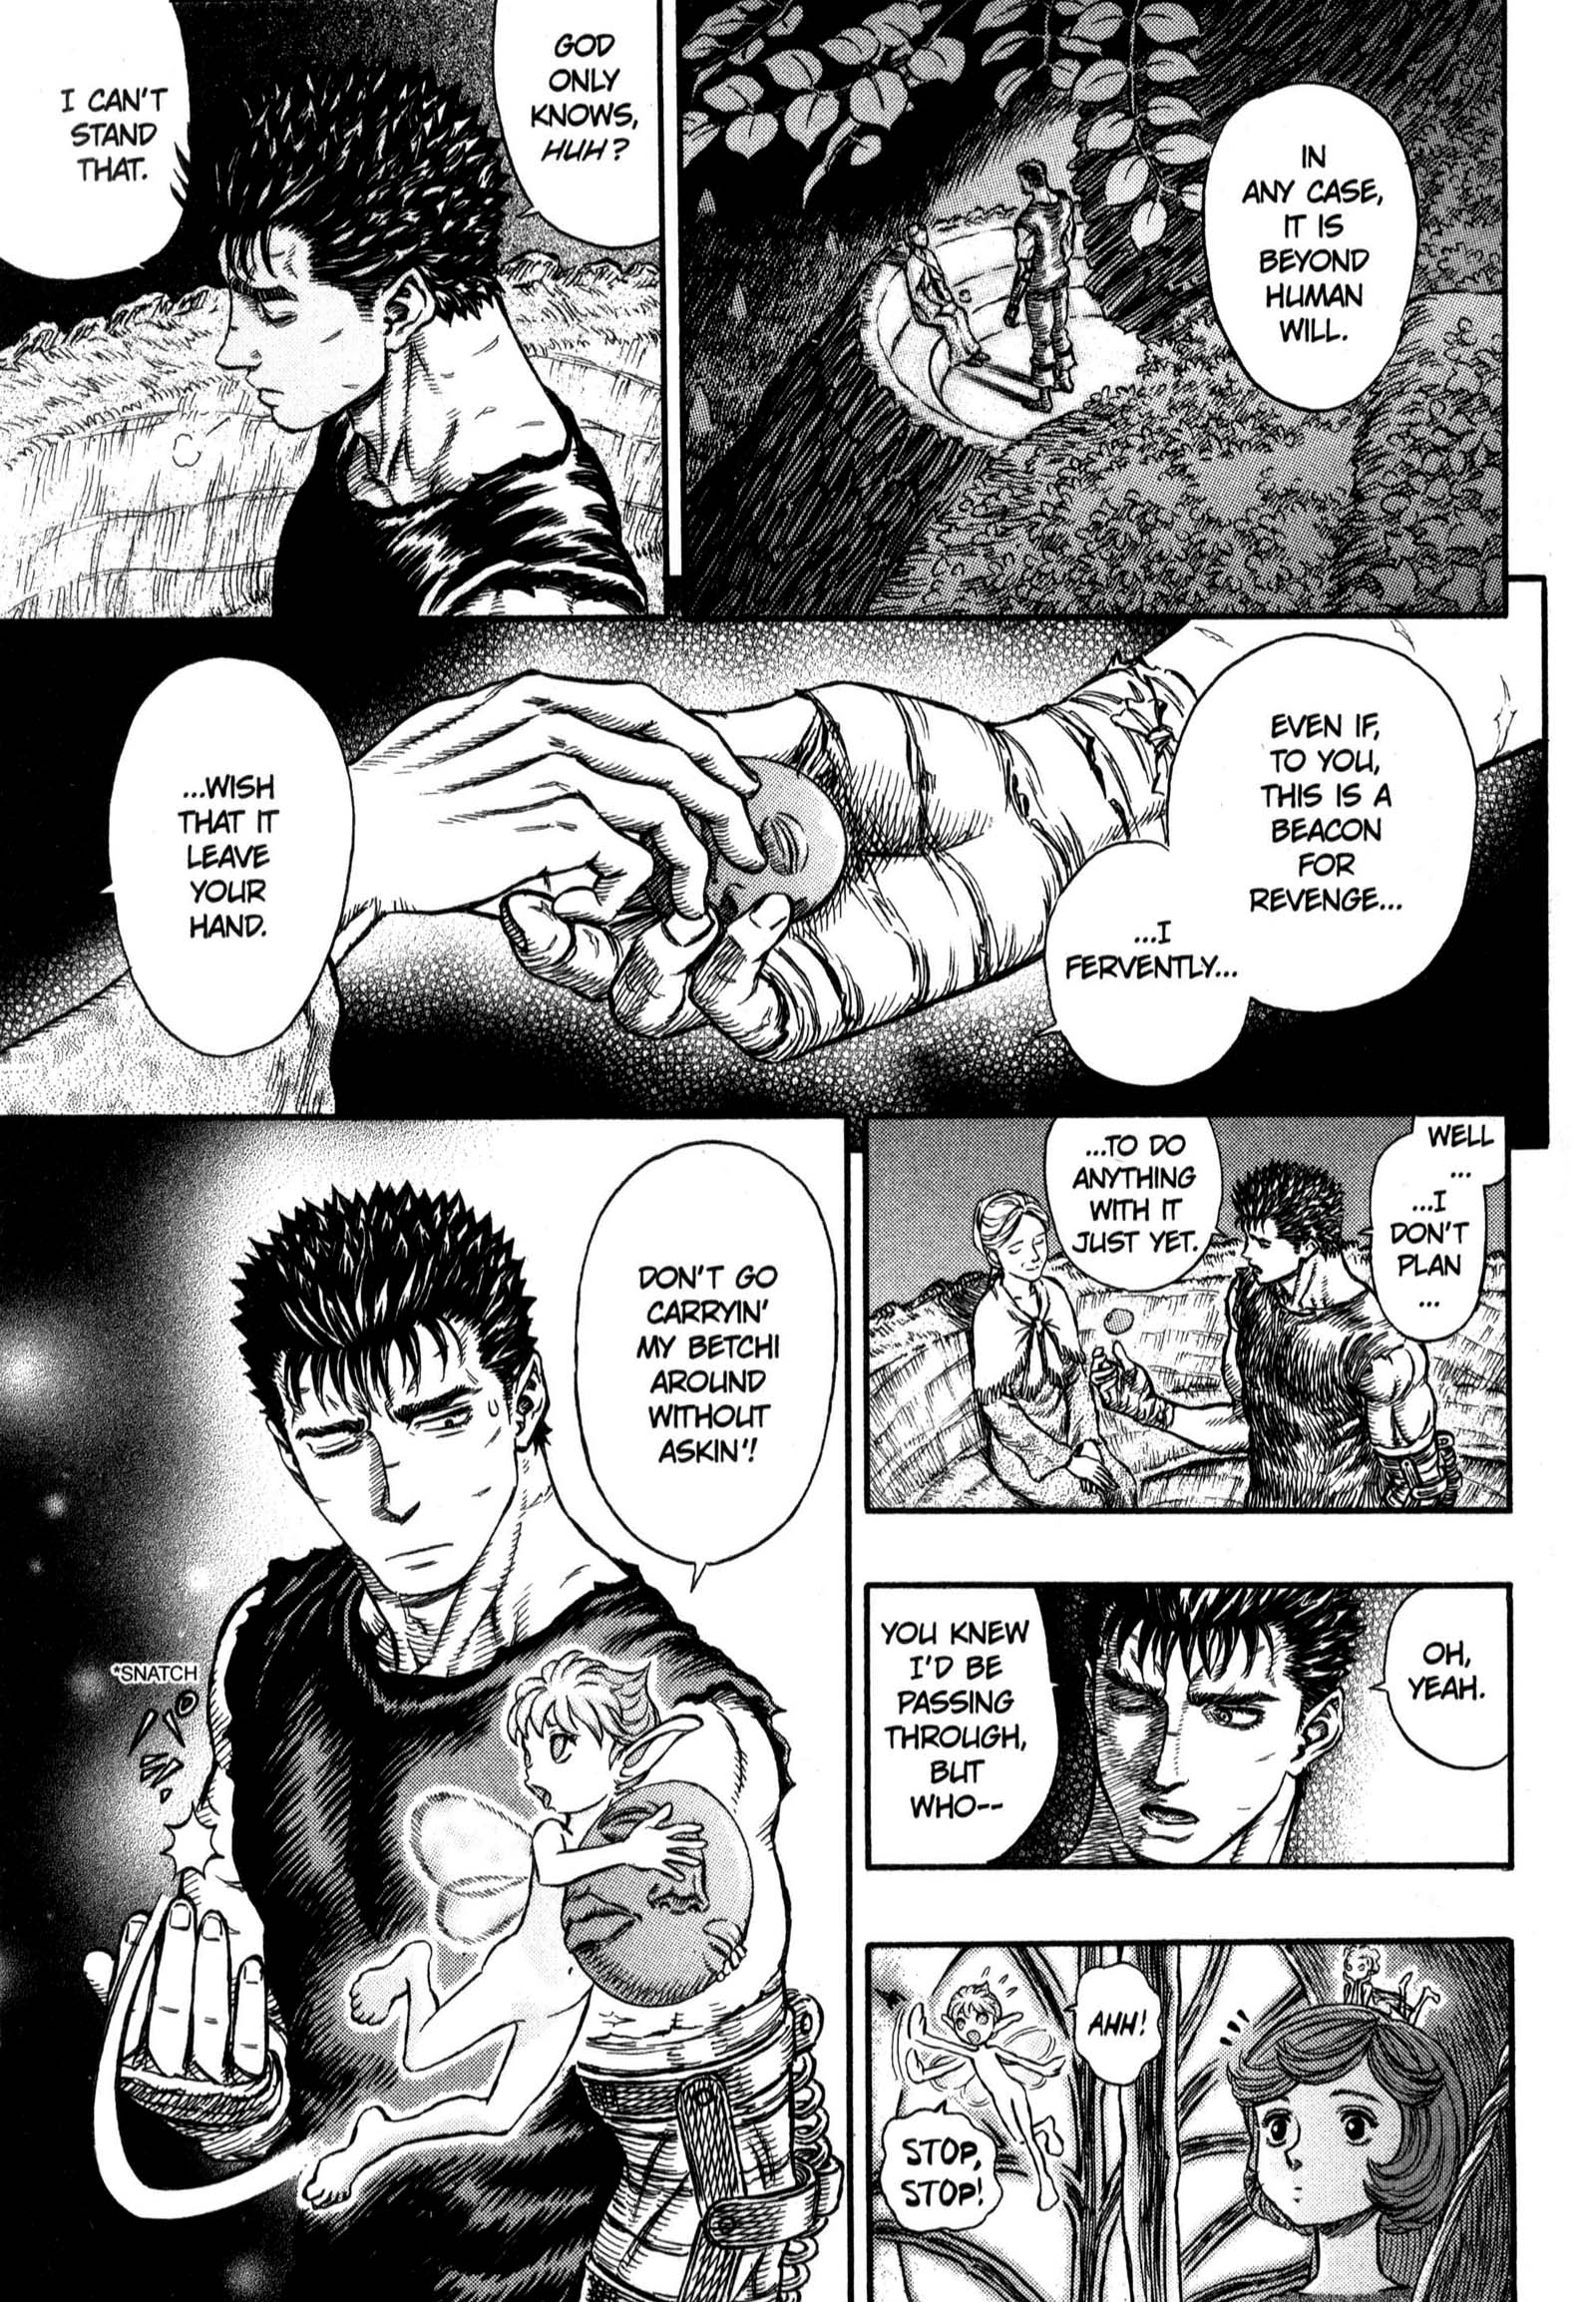 IN
ANY CASE,
IT IS
BEYOND
HUMAN
WILL.
GOD
ONLY
KNOWS,
HUH?
I CAN'T
STAND
THAT.
EVEN IF,
TO YOU,
THIS IS A
BEACON
FOR
REVENGE...
...I
FERVENTLY...
...WISH
THAT IT
LEAVE
YOUR
HAND.
WELL
...
...I
DON'T
PLAN
...
...TO DO
ANYTHING
WITH IT
JUST YET.
OH,
YEAH.
YOU KNEW
I'D BE
PASSING
THROUGH,
BUT
WHO--
AHH!
STOP,
STOP!
DON'T GO
CARRYIN'
MY BETCHI
AROUND
WITHOUT
ASKIN'!
*SNATCH